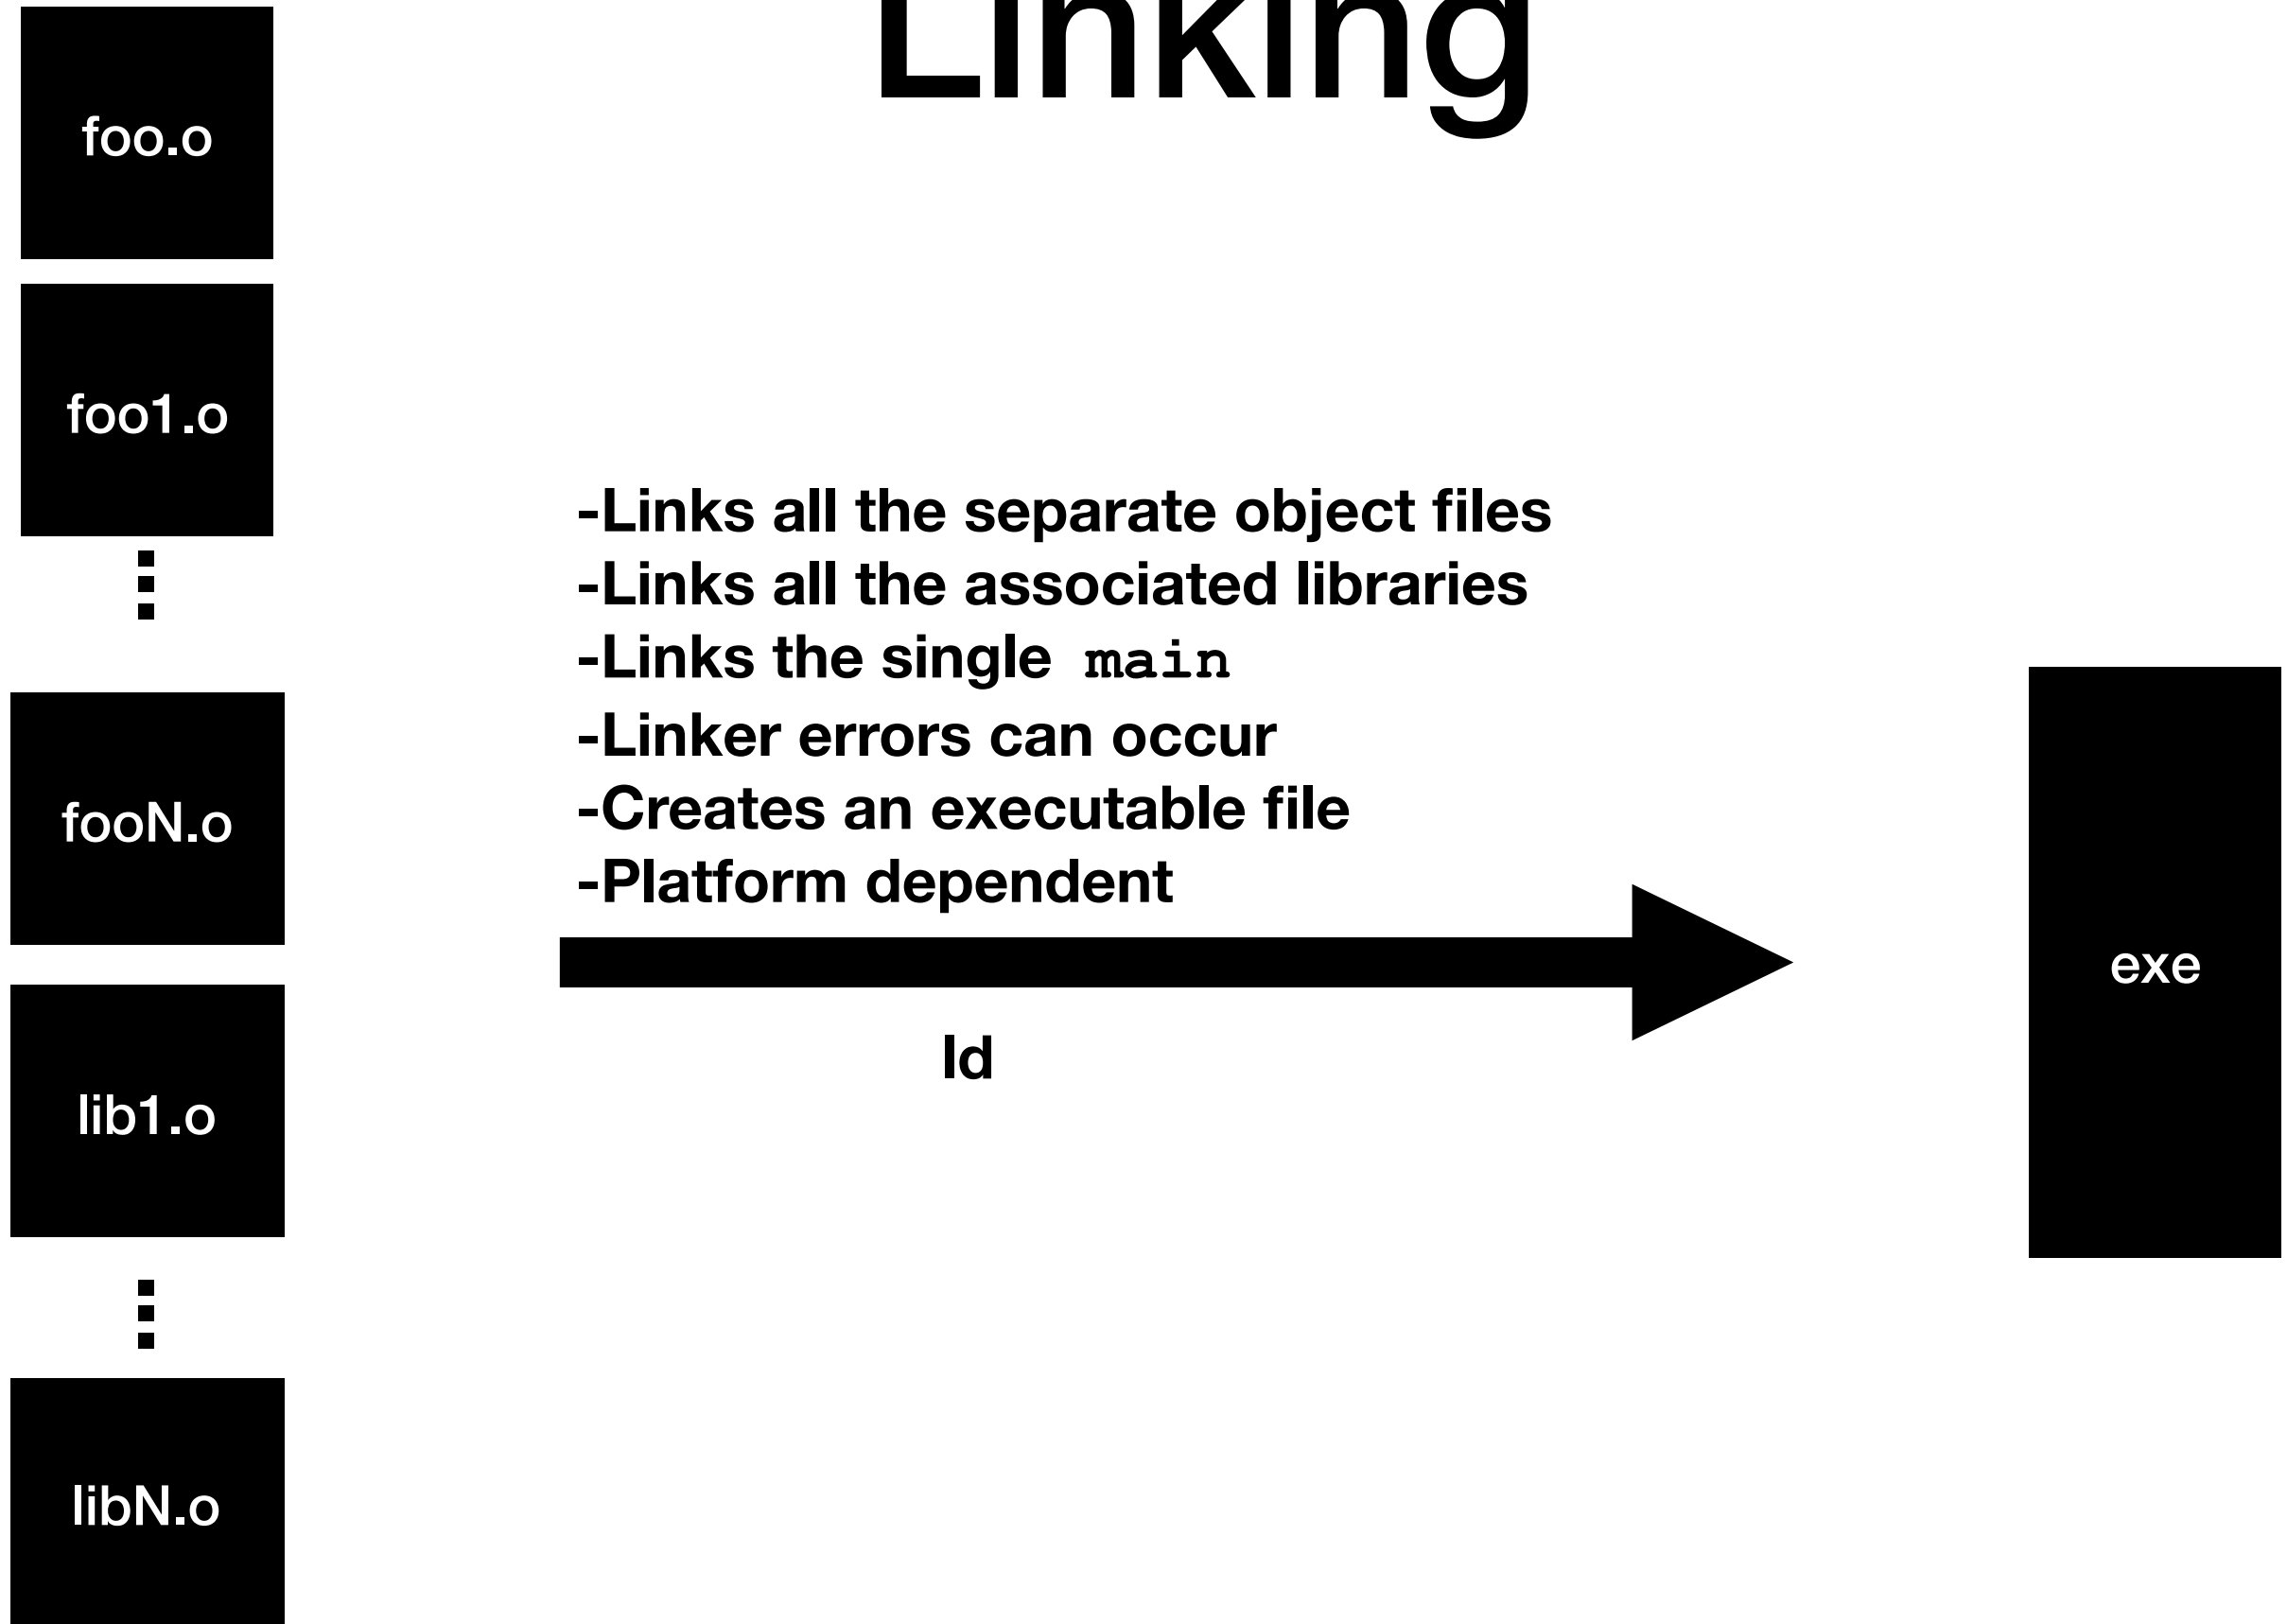 Linking
foo.o
foo1.o
fooN.o
lib1.o
libN.o
-Links all the separate object files
-Links all the associated libraries
-Links the single main
-Linker errors can occur
-Creates an executable file
-Platform dependent
ld
exe